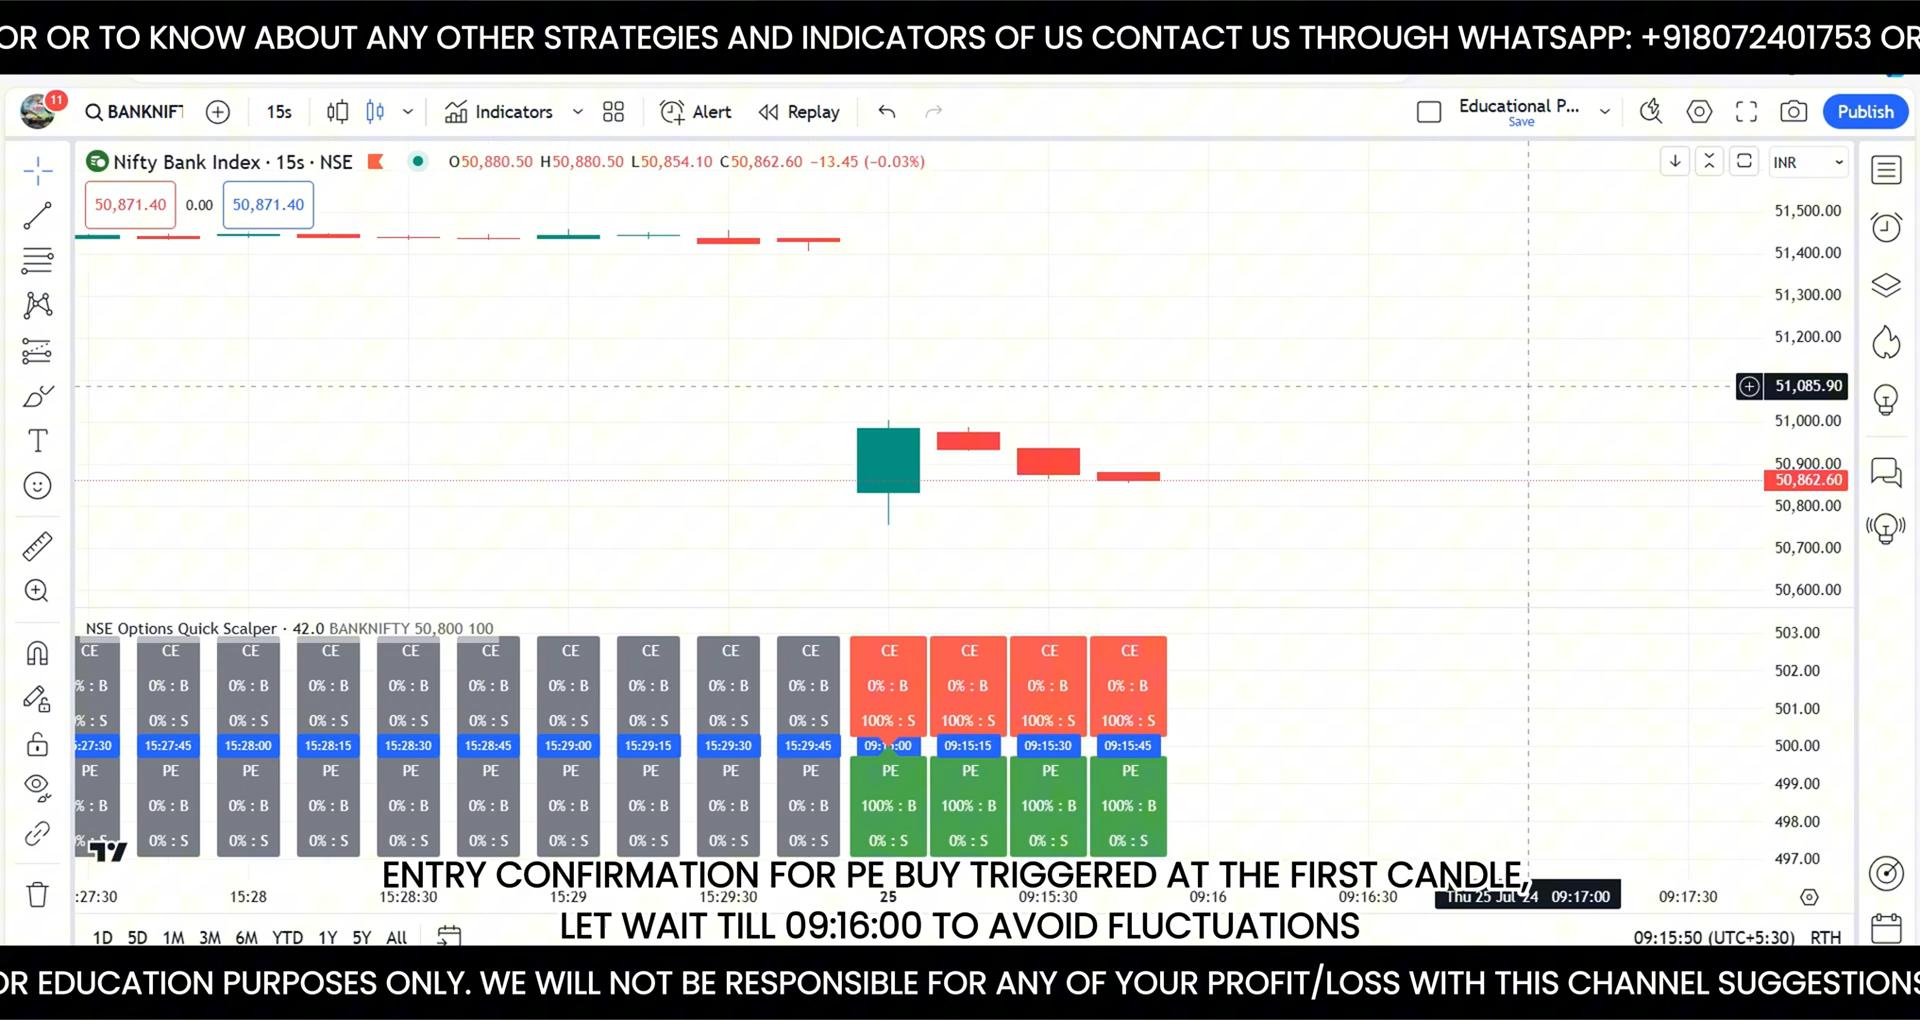 OR OR TO KNOW ABOUT ANY OTHER STRATEGIES AND INDICATORS OF US CONTACT US THROUGH WHATSAPP: +918072401753 OR
11 BANKNIF 15s Indicators Alert Replay Educational P... Save Publish
Nifty Bank Index · 15s · NSE O50,880.50 H50,880.50 L50,854.10 C50,862.60 −13.45 (−0.03%) INR
50,871.40 0.00 50,871.40
51,500.00
51,400.00
51,300.00
51,200.00
51,085.90
51,000.00
50,900.00
50,862.60
50,800.00
50,700.00
50,600.00
NSE Options Quick Scalper · 42.0 BANKNIFTY 50,800 100
503.00
CE CE CE CE CE CE CE CE CE CE CE CE CE CE
502.00
% : B 0% : B 0% : B 0% : B 0% : B 0% : B 0% : B 0% : B 0% : B 0% : B 0% : B 0% : B 0% : B 0% : B
501.00
% : S 0% : S 0% : S 0% : S 0% : S 0% : S 0% : S 0% : S 0% : S 0% : S 100% : S 100% : S 100% : S 100% : S
:27:30 15:27:45 15:28:00 15:28:15 15:28:30 15:28:45 15:29:00 15:29:15 15:29:30 15:29:45 09:15:15 09:15:30 09:15:45 500.00
PE PE PE PE PE PE PE PE PE PE PE PE PE PE
499.00
% : B 0% : B 0% : B 0% : B 0% : B 0% : B 0% : B 0% : B 0% : B 0% : B 100% : B 100% : B 100% : B 100% : B
498.00
0% : S 0% : S 0% : S 0% : S 0% : S 0% : S 0% : S 0% : S 0% : S 0% : S 0% : S 0% : S 0% : S
497.00
ENTRY CONFIRMATION FOR PE BUY TRIGGERED AT THE FIRST CANDLE,
:27:30 15:28 15:28:30 15:29 15:29:30 25 09:15:30 09:16 09:16:30 Thu 25 Jul '24 09:17:00 09:17:30
LET WAIT TILL 09:16:00 TO AVOID FLUCTUATIONS
1D 5D 1M 3M 6M YTD 1Y 5Y All 09:15:50 (UTC+5:30) RTH
OR EDUCATION PURPOSES ONLY. WE WILL NOT BE RESPONSIBLE FOR ANY OF YOUR PROFIT/LOSS WITH THIS CHANNEL SUGGESTIONS